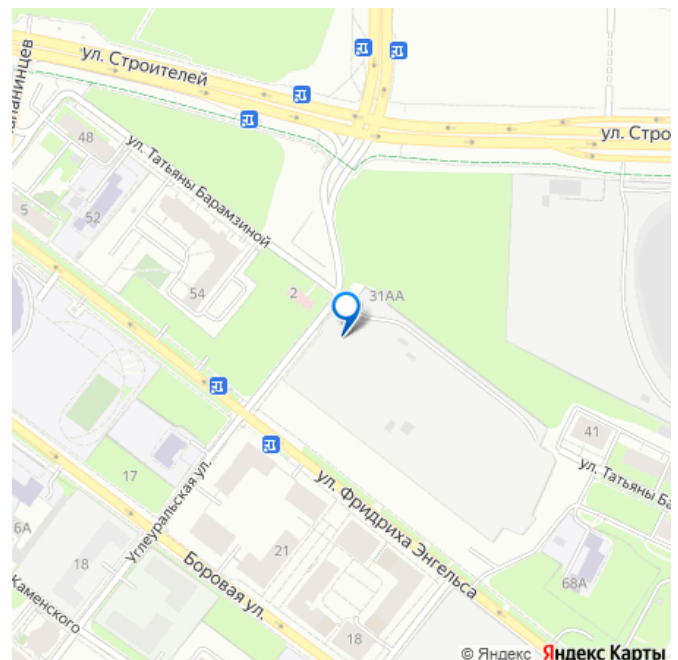 ул. Строителей
ул. Стро
48
ул. Татьяны Барамзиной
52
5
54
2
31АА
41
ул. Татьяны Ба
17
Углеуральская ул.
ул. Фридриха Энгельса
6А
18
21
Боровая ул.
68А
Каменского
18
© Яндекс Яндекс Карты